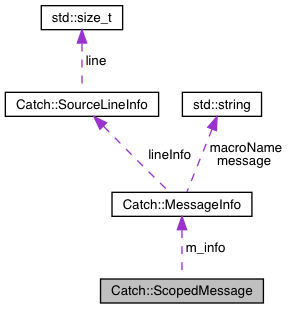 std::size_t
line
Catch::SourceLineInfo
std::string
lineInfo
macroName
message
Catch::MessageInfo
m_info
Catch::ScopedMessage